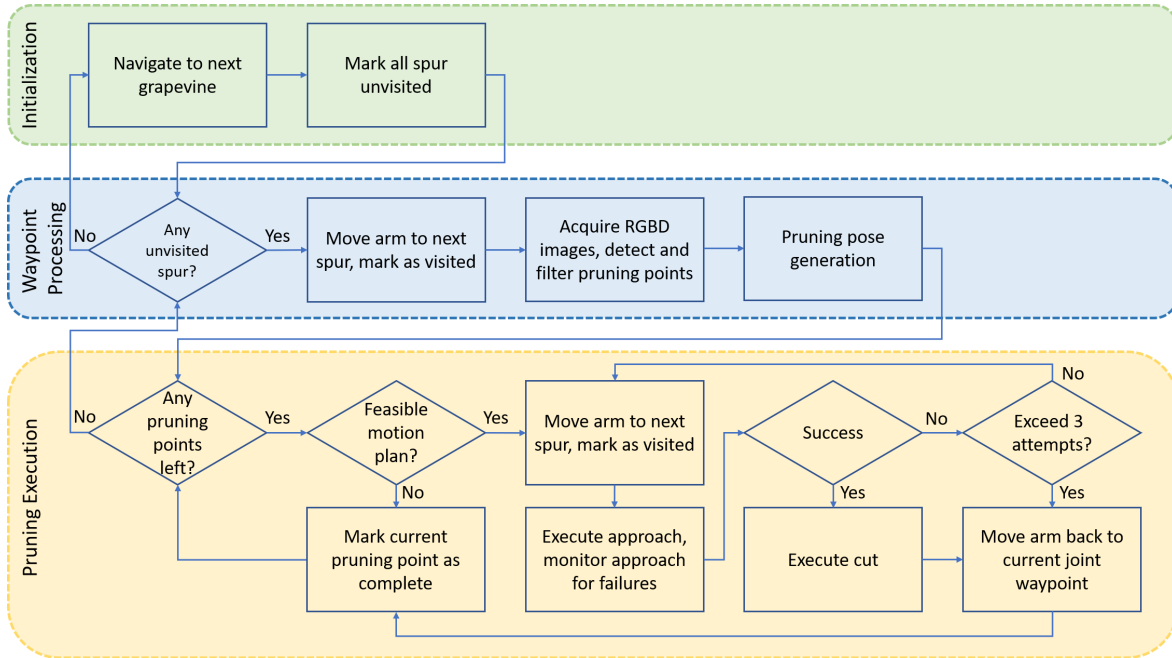 Initialization
Navigate to next
grapevine
Mark all spur
unvisited
Waypoint
Processing
Any
unvisited
spur?
No
Yes
Move arm to next
spur, mark as visited
Acquire RGBD
images, detect and
filter pruning points
Pruning pose
generation
Pruning Execution
Any
pruning
points
left?
No
Yes
Feasible
motion
plan?
Yes
No
Move arm to next
spur, mark as visited
Success
No
Yes
Exceed 3
attempts?
No
Yes
Mark current
pruning point as
complete
Execute approach,
monitor approach
for failures
Execute cut
Move arm back to
current joint
waypoint